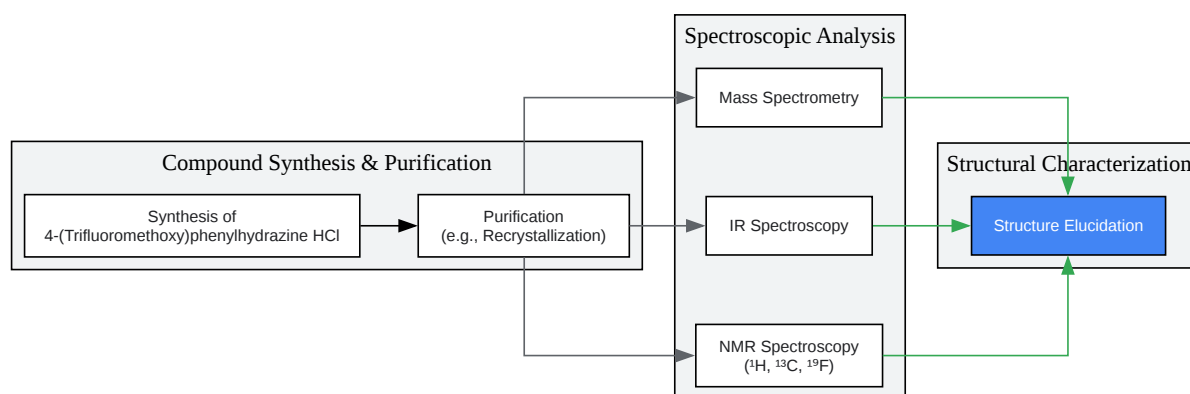 Compound Synthesis & Purification
Synthesis of
4-(Trifluoromethoxy)phenylhydrazine HCl
Purification
(e.g., Recrystallization)
Spectroscopic Analysis
Mass Spectrometry
IR Spectroscopy
NMR Spectroscopy
(¹H, ¹³C, ¹⁹F)
Structural Characterization
Structure Elucidation